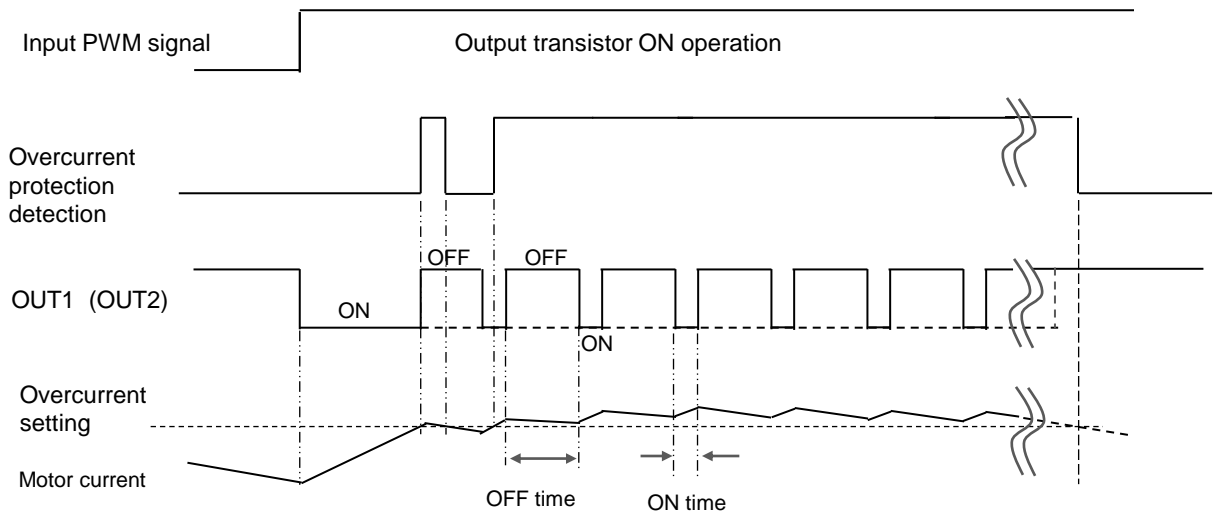 Input PWM signal
Output transistor ON operation
Overcurrent
protection
detection
OFF
OFF
OUT1 (OUT2)
ON
ON
Overcurrent
setting
Motor current
OFF time
ON time